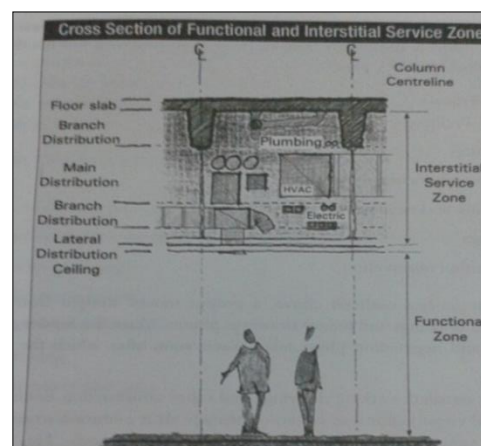 Cross Section of Functional and Interstitial Service Zone
Column
Centreline
Floor slab
Branch
Distribution
Plumbing
Main
Distribution
HVAC
Interstitial
Service
Zone
Branch
Distribution
Electric
Lateral
Distribution
Ceiling
Functional
Zone